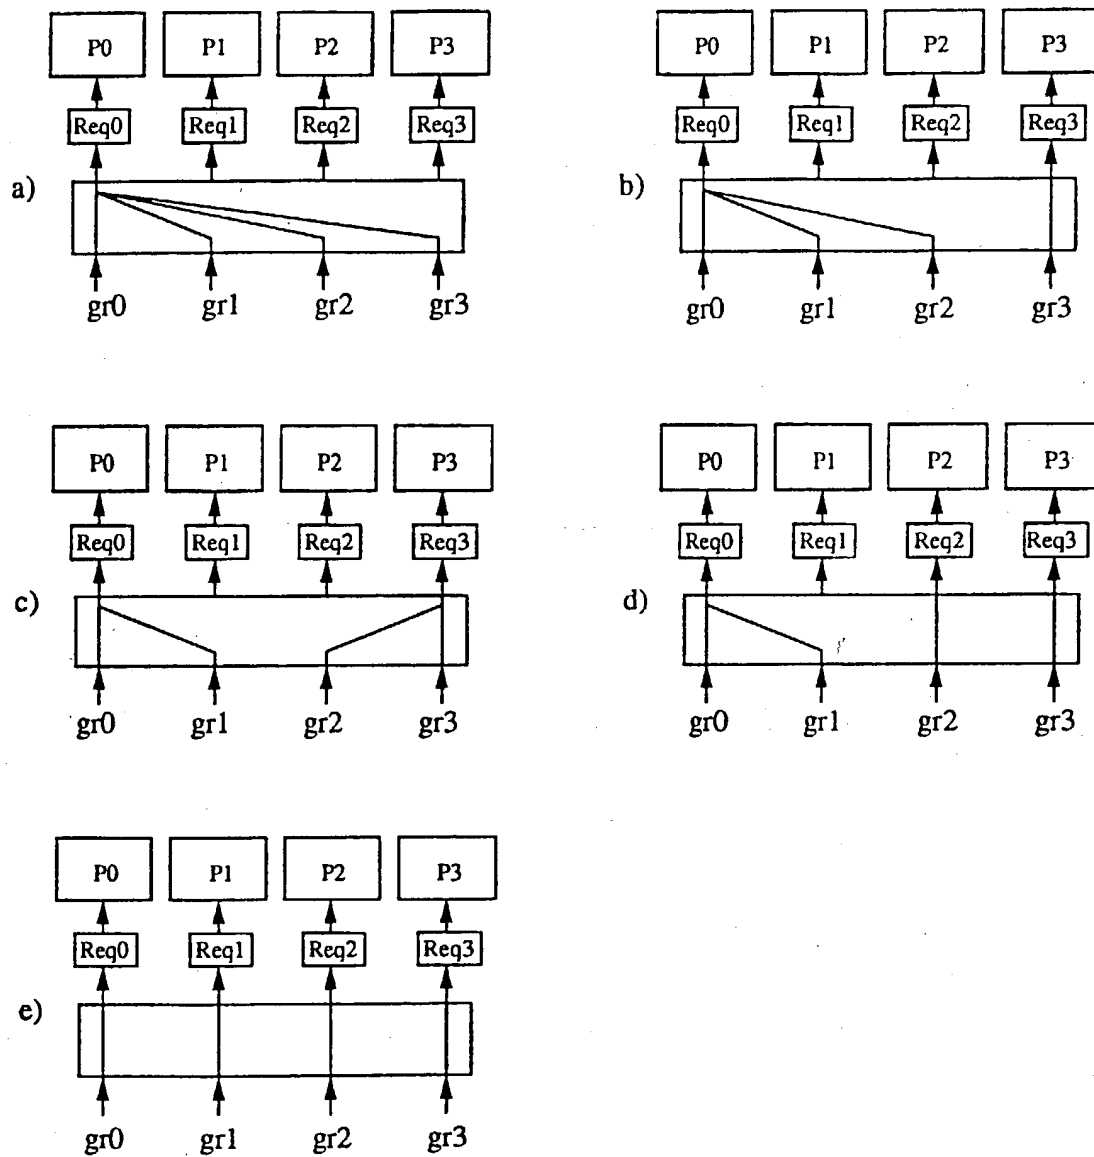 P0 P1 P2 P3
Req0 Req1 Req2 Req3
a)
gr0 gr1 gr2 gr3
P0 P1 P2 P3
Req0 Req1 Req2 Req3
b)
gr0 gr1 gr2 gr3
P0 P1 P2 P3
Req0 Req1 Req2 Req3
c)
gr0 gr1 gr2 gr3
P0 P1 P2 P3
Req0 Req1 Req2 Req3
d)
gr0 gr1 gr2 gr3
P0 P1 P2 P3
Req0 Req1 Req2 Req3
e)
gr0 gr1 gr2 gr3